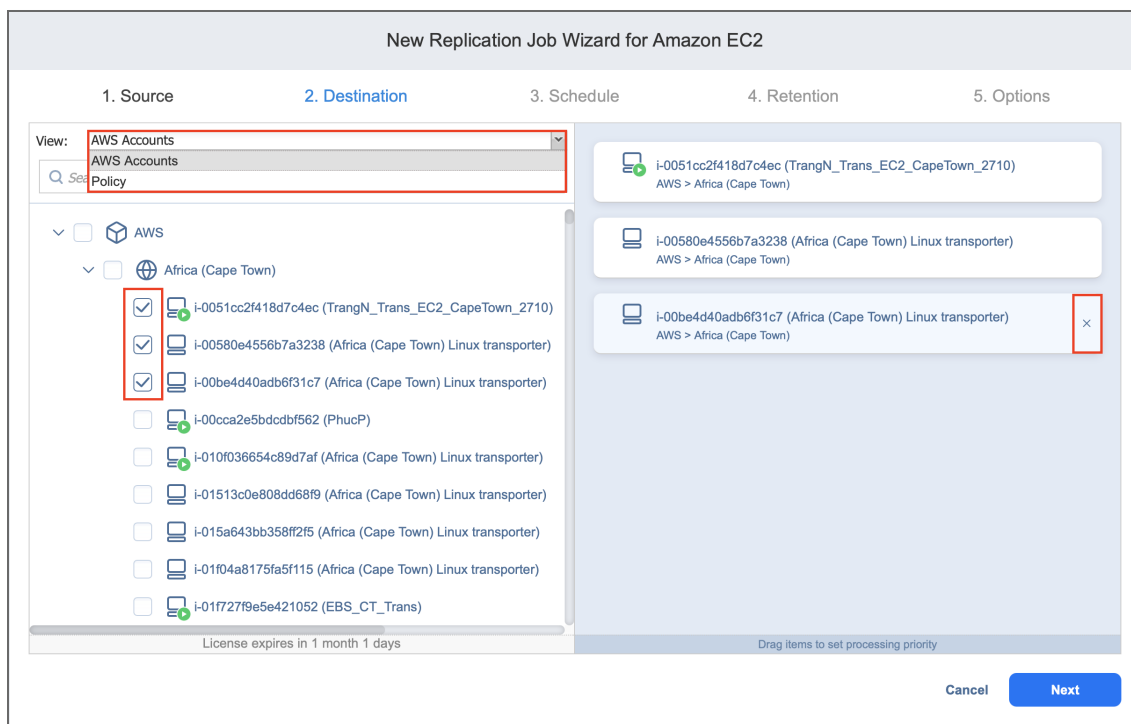 New Replication Job Wizard for Amazon EC2
1. Source
2. Destination
3. Schedule
4. Retention
5. Options
View:
AWS Accounts
AWS Accounts
Policy
Sea
AWS
Africa (Cape Town)
i-0051cc2f418d7c4ec (TrangN_Trans_EC2_CapeTown_2710)
i-00580e4556b7a3238 (Africa (Cape Town) Linux transporter)
i-00be4d40adb6f31c7 (Africa (Cape Town) Linux transporter)
i-00cca2e5bdcdbf562 (PhucP)
i-010f036654c89d7af (Africa (Cape Town) Linux transporter)
i-01513c0e808dd68f9 (Africa (Cape Town) Linux transporter)
i-015a643bb358ff2f5 (Africa (Cape Town) Linux transporter)
i-01f04a8175fa5f115 (Africa (Cape Town) Linux transporter)
i-01f727f9e5e421052 (EBS_CT_Trans)
License expires in 1 month 1 days
i-0051cc2f418d7c4ec (TrangN_Trans_EC2_CapeTown_2710)
AWS > Africa (Cape Town)
i-00580e4556b7a3238 (Africa (Cape Town) Linux transporter)
AWS > Africa (Cape Town)
i-00be4d40adb6f31c7 (Africa (Cape Town) Linux transporter)
AWS > Africa (Cape Town)
Drag items to set processing priority
Cancel
Next